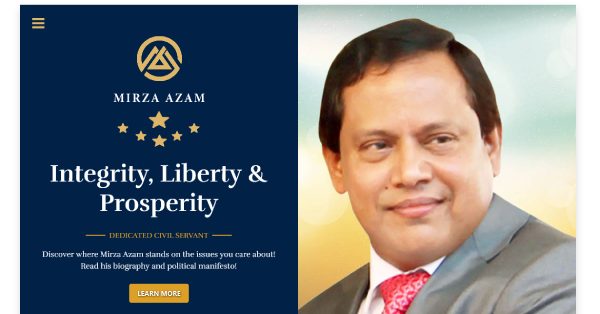 MIRZA AZAM
Integrity, Liberty &
Prosperity
DEDICATED CIVIL SERVANT
Discover where Mirza Azam stands on the issues you care about!
Read his biography and political manifesto!
LEARN MORE